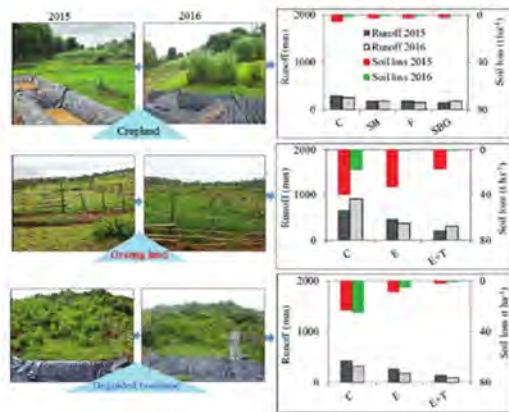 2015
2016
Cropland
2000
1000
0
Runoff (mm)
Runoff 2015
Runoff 2016
Soil loss 2015
Soil loss 2016
0
40
80
Soil loss (t ha⁻¹)
C
SB
F
SBG
Grazing land
2000
1000
0
Runoff (mm)
0
40
80
Soil loss (t ha⁻¹)
C
E
E+T
Degraded bushland
2000
1000
0
Runoff (mm)
0
40
80
Soil loss (t ha⁻¹)
C
E
E+T